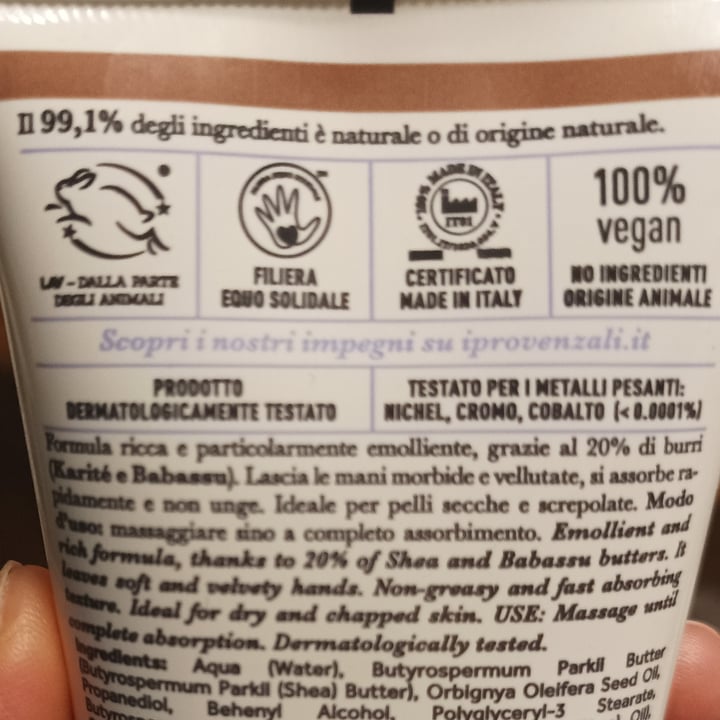 Il 99,1% degli ingredienti è naturale o di origine naturale.
LAV - DALLA PARTE
DEGLI ANIMALI
FILIERA
EQUO SOLIDALE
100% MADE IN ITALY
IT01
CERTIFICATO
MADE IN ITALY
100%
vegan
NO INGREDIENTI
ORIGINE ANIMALE
Scopri i nostri impegni su iprovenzali.it
PRODOTTO
DERMATOLOGICAMENTE TESTATO
TESTATO PER I METALLI PESANTI:
NICHEL, CROMO, COBALTO (<0.0001%)
Formula ricca e particolarmente emolliente, grazie al 20% di burri
(Karité e Babassu). Lascia le mani morbide e vellutate, si assorbe ra-
pidamente e non unge. Ideale per pelli secche e screpolate. Modo
d'uso: massaggiare sino a completo assorbimento. Emollient and
rich formula, thanks to 20% of Shea and Babassu butters. It
leaves soft and velvety hands. Non-greasy and fast absorbing
texture. Ideal for dry and chapped skin. USE: Massage until
complete absorption. Dermatologically tested.
Ingredients: Aqua (Water), Butyrospermum Parkii Butter
(Butyrospermum Parkii (Shea) Butter), Orbignya Oleifera Seed Oil,
Propanediol, Behenyl Alcohol, Polyglyceryl-3 Stearate,
Oil),